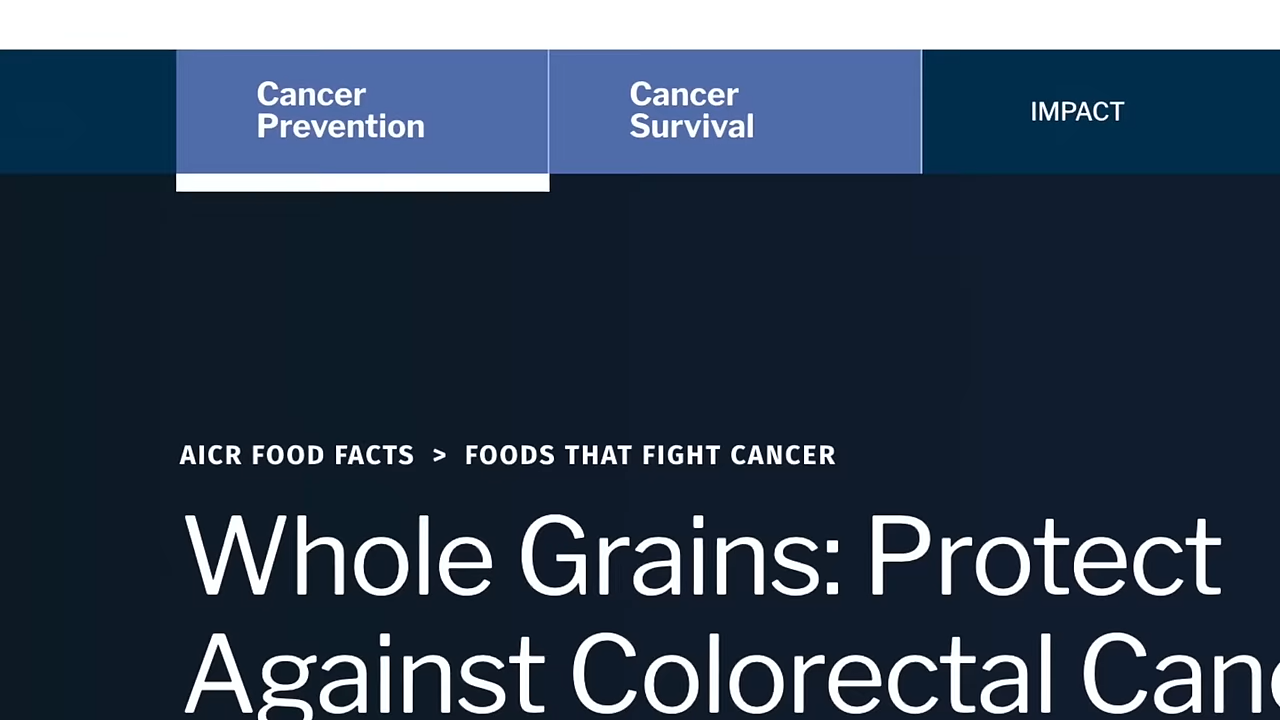 Cancer
Prevention
Cancer
Survival
IMPACT
AICR FOOD FACTS > FOODS THAT FIGHT CANCER
Whole Grains: Protect
Against Colorectal